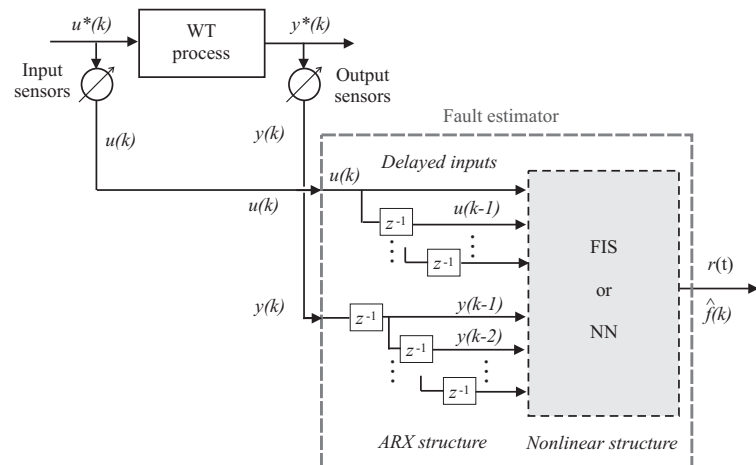 u*(k)
WT
process
y*(k)
Input
sensors
Output
sensors
u(k)
y(k)
Fault estimator
Delayed inputs
u(k)
u(k)
z-1
u(k-1)
z-1
FIS
or
NN
r(t)
f̂(k)
y(k)
z-1
y(k-1)
z-1
y(k-2)
z-1
ARX structure
Nonlinear structure